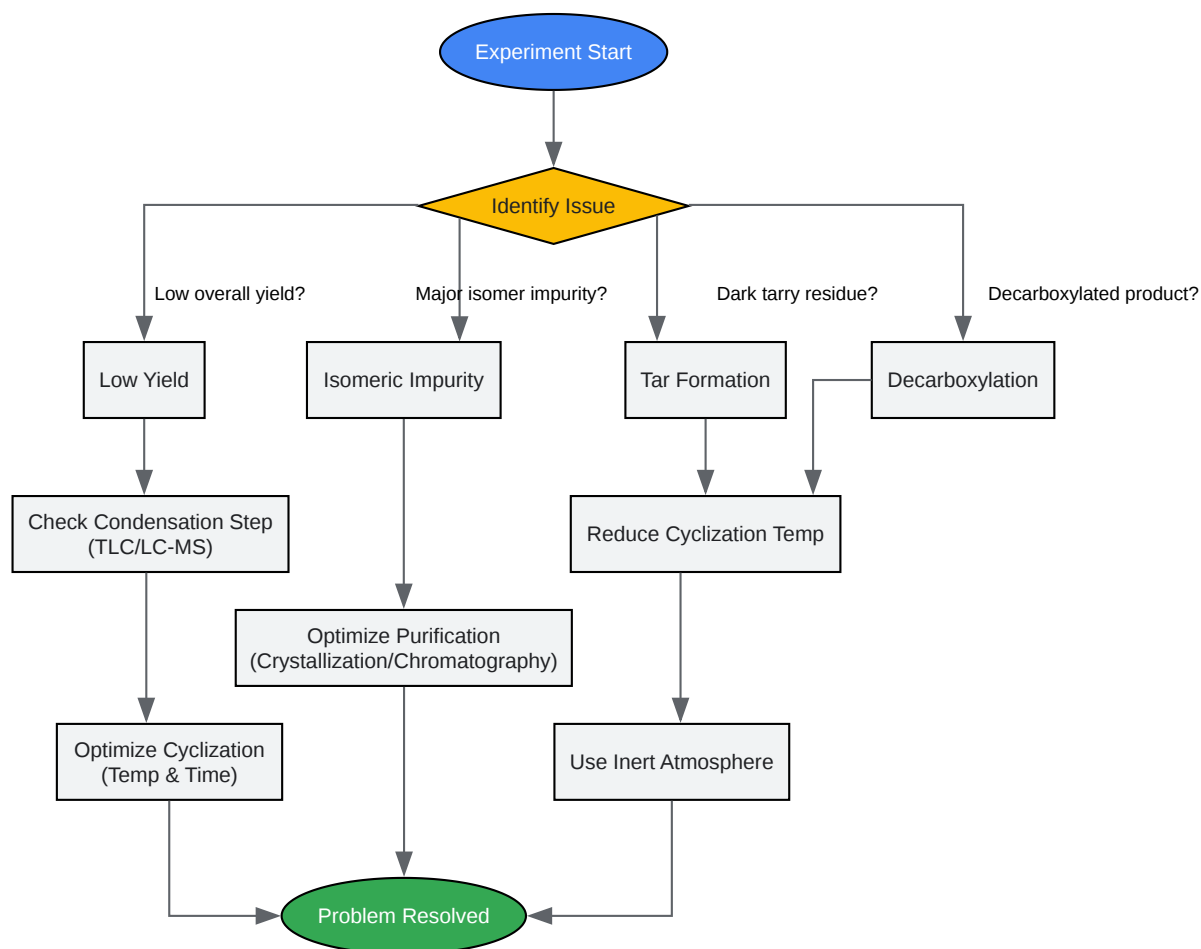 Experiment Start
Identify Issue
Low overall yield?
Major isomer impurity?
Dark tarry residue?
Decarboxylated product?
Low Yield
Isomeric Impurity
Tar Formation
Decarboxylation
Check Condensation Step
(TLC/LC-MS)
Reduce Cyclization Temp
Optimize Purification
(Crystallization/Chromatography)
Optimize Cyclization
(Temp & Time)
Use Inert Atmosphere
Problem Resolved